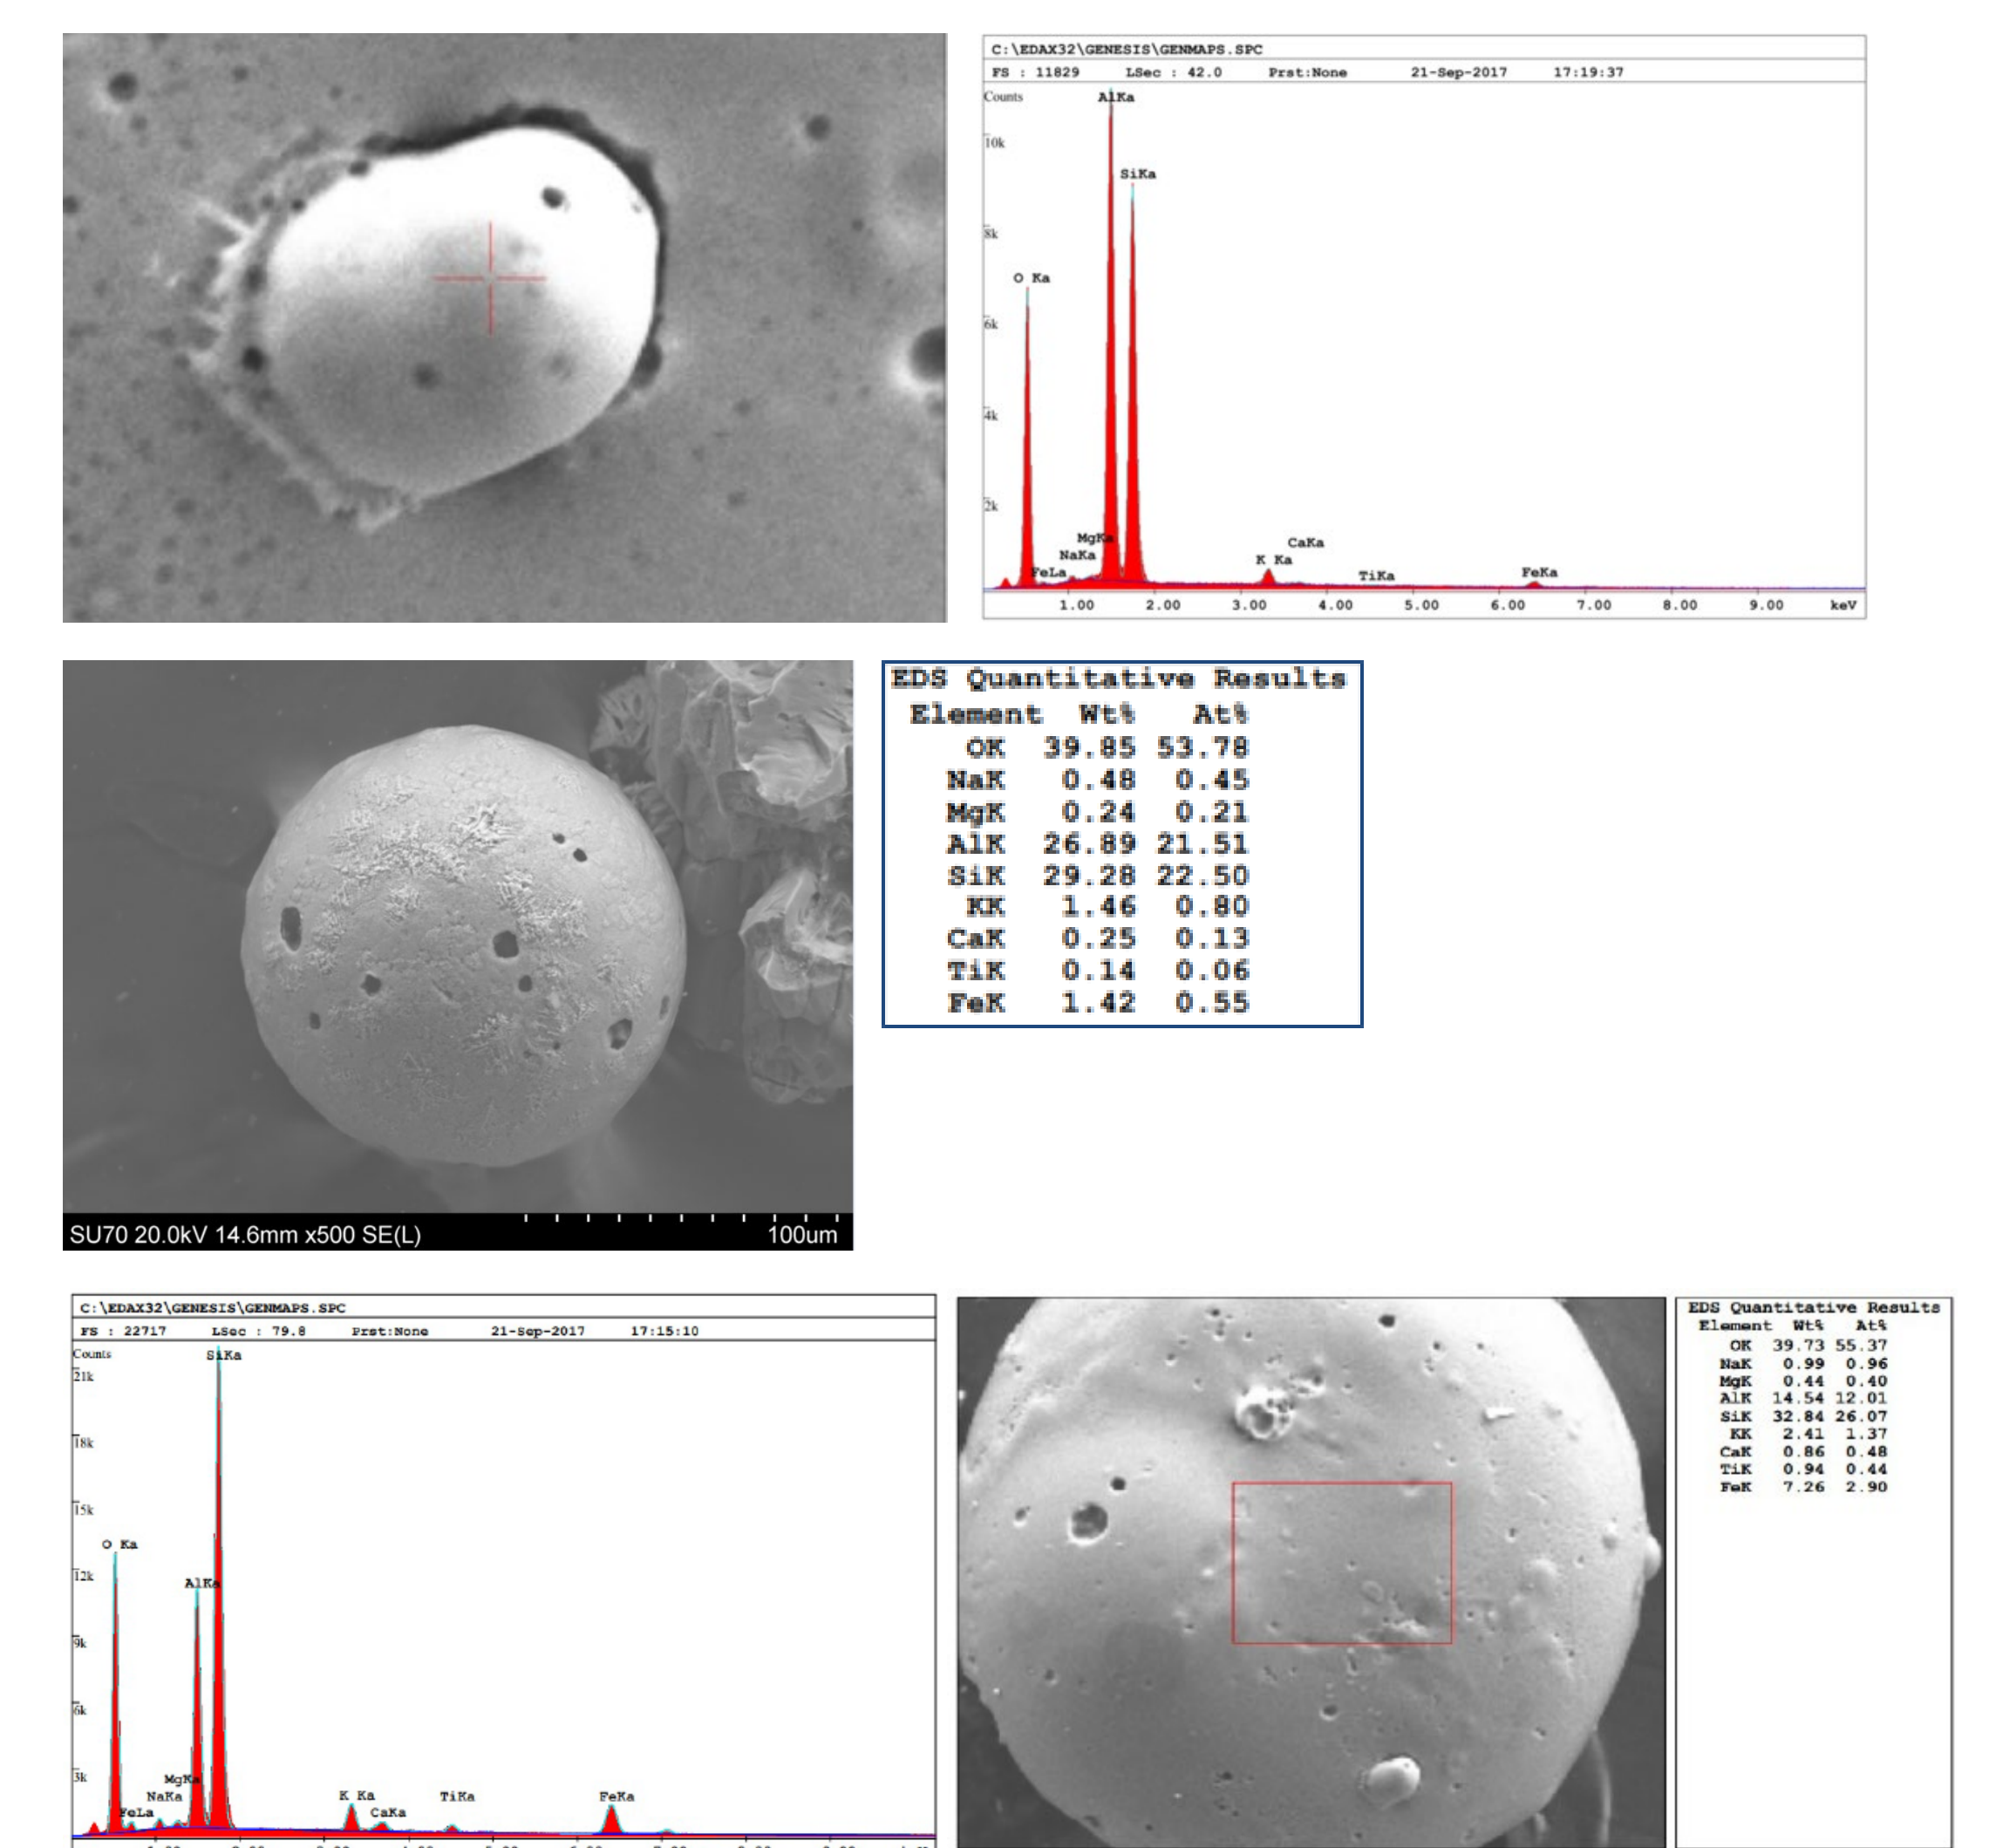 C:\EDAX32\GENESIS\GENMAPS.SPC
FS : 11829 LSec : 42.0 Prst:None 21-Sep-2017 17:19:37
Counts
AlKa
10k
SiKa
8k
O Ka
6k
4k
2k
MgKa
CaKa
NaKa
K Ka
FeLa
TiKa
FeKa
1.00 2.00 3.00 4.00 5.00 6.00 7.00 8.00 9.00 keV
EDS Quantitative Results
Element Wt% At%
OK 39.85 53.78
NaK 0.48 0.45
MgK 0.24 0.21
AlK 26.89 21.51
SiK 29.28 22.50
KK 1.46 0.80
CaK 0.25 0.13
TiK 0.14 0.06
FeK 1.42 0.55
SU70 20.0kV 14.6mm x500 SE(L) 100um
C:\EDAX32\GENESIS\GENMAPS.SPC
FS : 22717 LSec : 79.8 Prst:None 21-Sep-2017 17:15:10
Counts
SiKa
21k
18k
15k
O Ka
12k
AlKa
9k
6k
3k
MgKa
NaKa
K Ka
TiKa
FeKa
FeLa
CaKa
EDS Quantitative Results
Element Wt% At%
OK 39.73 55.37
NaK 0.99 0.96
MgK 0.44 0.40
AlK 14.54 12.01
SiK 32.84 26.07
KK 2.41 1.37
CaK 0.86 0.48
TiK 0.94 0.44
FeK 7.26 2.90